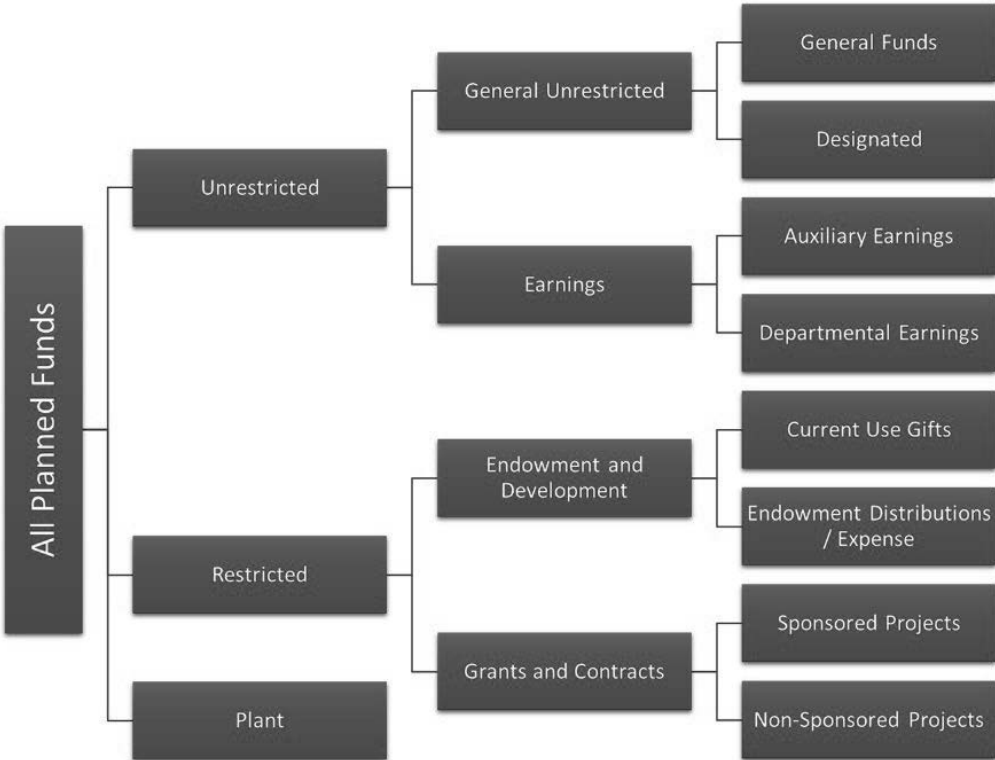 All Planned Funds
Unrestricted
General Unrestricted
General Funds
Designated
Earnings
Auxiliary Earnings
Departmental Earnings
Restricted
Endowment and
Development
Current Use Gifts
Endowment Distributions
/ Expense
Grants and Contracts
Sponsored Projects
Non-Sponsored Projects
Plant